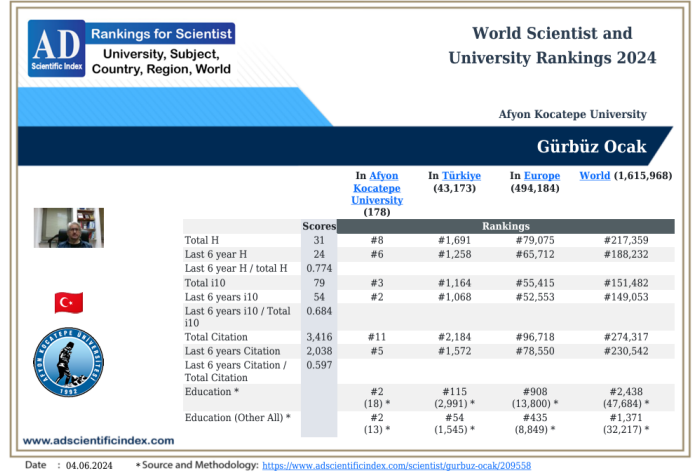 AD
Scientific Index
Rankings for Scientist
University, Subject,
Country, Region, World
World Scientist and
University Rankings 2024
Afyon Kocatepe University
Gürbüz Ocak
In Afyon Kocatepe University (178) In Türkiye (43,173) In Europe (494,184) World (1,615,968)
Scores Rankings
Total H 31 #8 #1,691 #79,075 #217,359
Last 6 year H 24 #6 #1,258 #65,712 #188,232
Last 6 year H / total H 0.774
Total i10 79 #3 #1,164 #55,415 #151,482
Last 6 years i10 54 #2 #1,068 #52,553 #149,053
Last 6 years i10 / Total 0.684
i10
Total Citation 3,416 #11 #2,184 #96,718 #274,317
Last 6 years Citation 2,038 #5 #1,572 #78,550 #230,542
Last 6 years Citation / 0.597
Total Citation
Education * #2 #115 #908 #2,438
(18) * (2,991) * (13,800) * (47,684) *
Education (Other All) * #2 #54 #435 #1,371
(13) * (1,545) * (8,849) * (32,217) *
AFYON KOCATEPE ÜNİVERSİTESİ
1992
www.adscientificindex.com
Date : 04.06.2024 * Source and Methodology: https://www.adscientificindex.com/scientist/gurbuz-ocak/209558